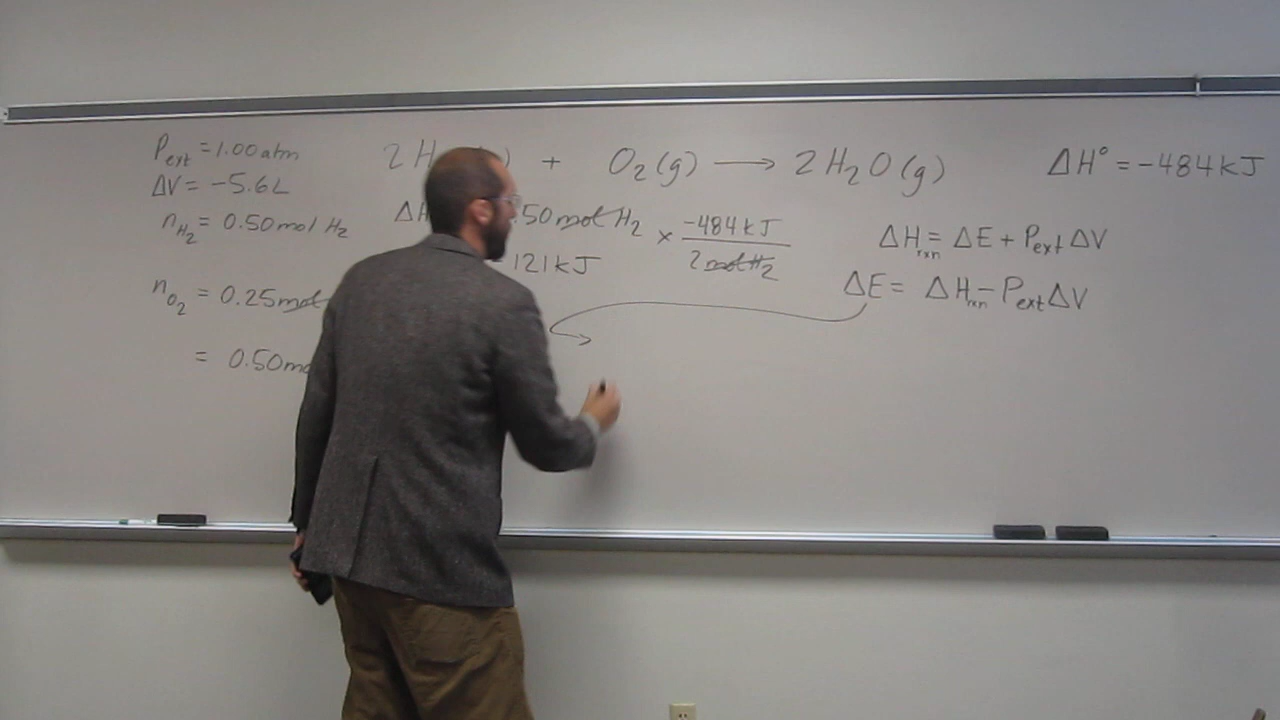 P_ext = 1.00 atm
ΔV = -5.6L
n_H₂ = 0.50 mol H₂
n_O₂ = 0.25 mol
= 0.50
2 H + O₂(g) → 2 H₂O (g) ΔH° = -484 kJ
ΔH .50 mol H₂ × -484 kJ / 2 mol H₂
121 kJ
ΔH_rxn = ΔE + P_ext ΔV
ΔE = ΔH_rxn - P_ext ΔV